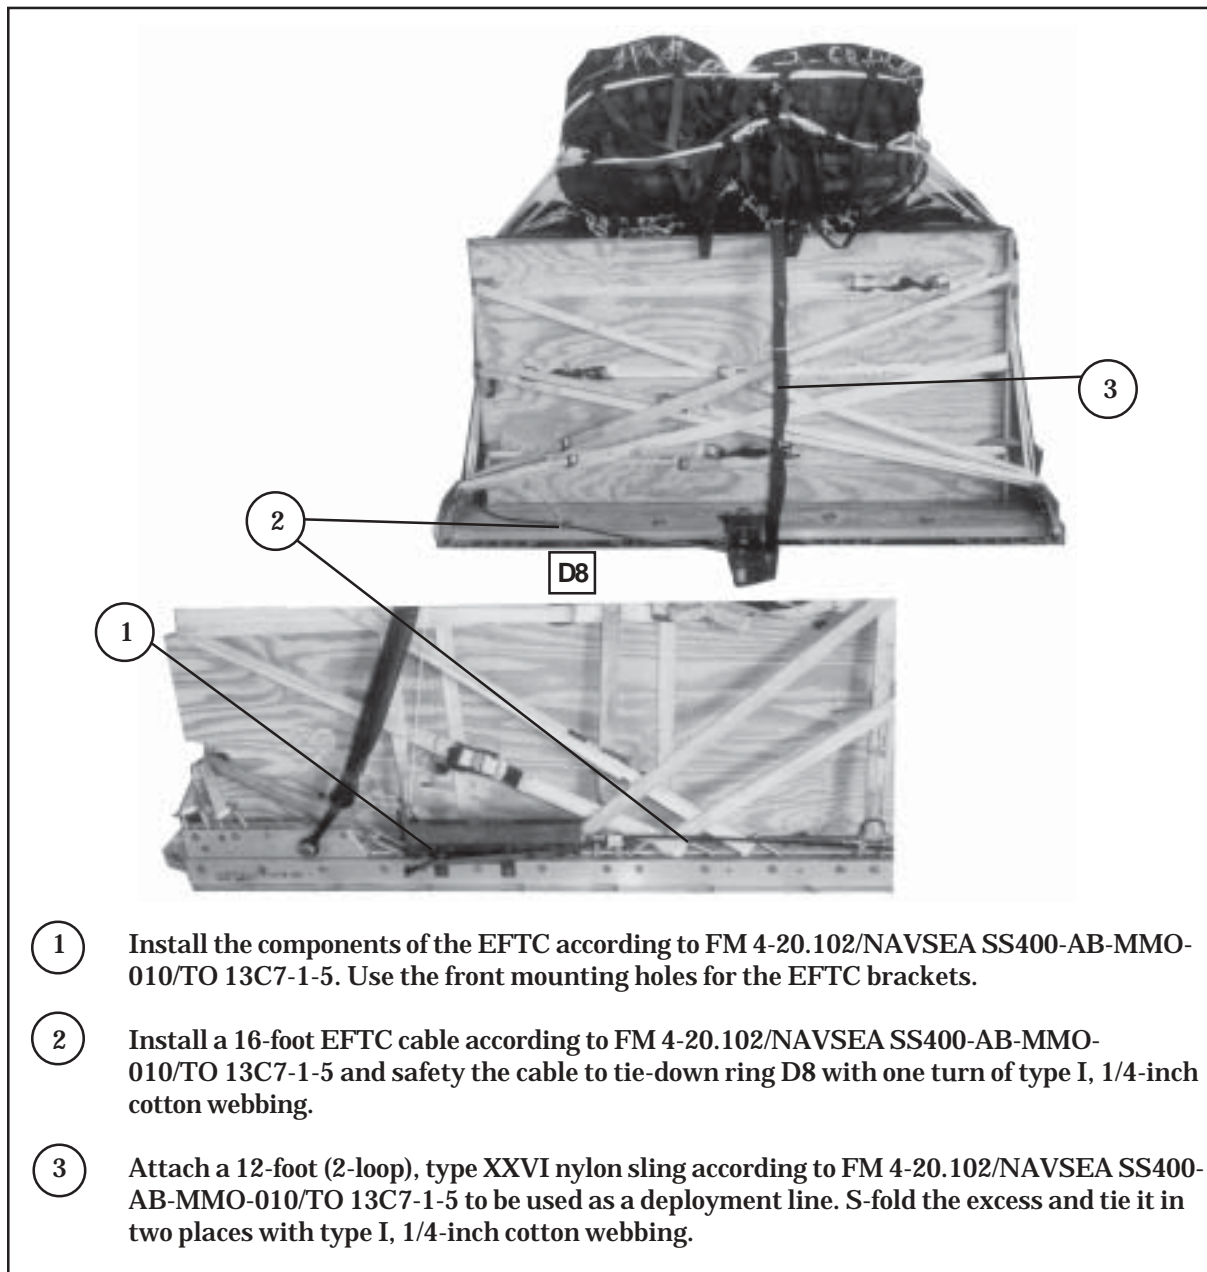 3
2
D8
1
1
Install the components of the EFTC according to FM 4-20.102/NAVSEA SS400-AB-MMO-
010/TO 13C7-1-5. Use the front mounting holes for the EFTC brackets.
2
Install a 16-foot EFTC cable according to FM 4-20.102/NAVSEA SS400-AB-MMO-
010/TO 13C7-1-5 and safety the cable to tie-down ring D8 with one turn of type I, 1/4-inch
cotton webbing.
3
Attach a 12-foot (2-loop), type XXVI nylon sling according to FM 4-20.102/NAVSEA SS400-
AB-MMO-010/TO 13C7-1-5 to be used as a deployment line. S-fold the excess and tie it in
two places with type I, 1/4-inch cotton webbing.